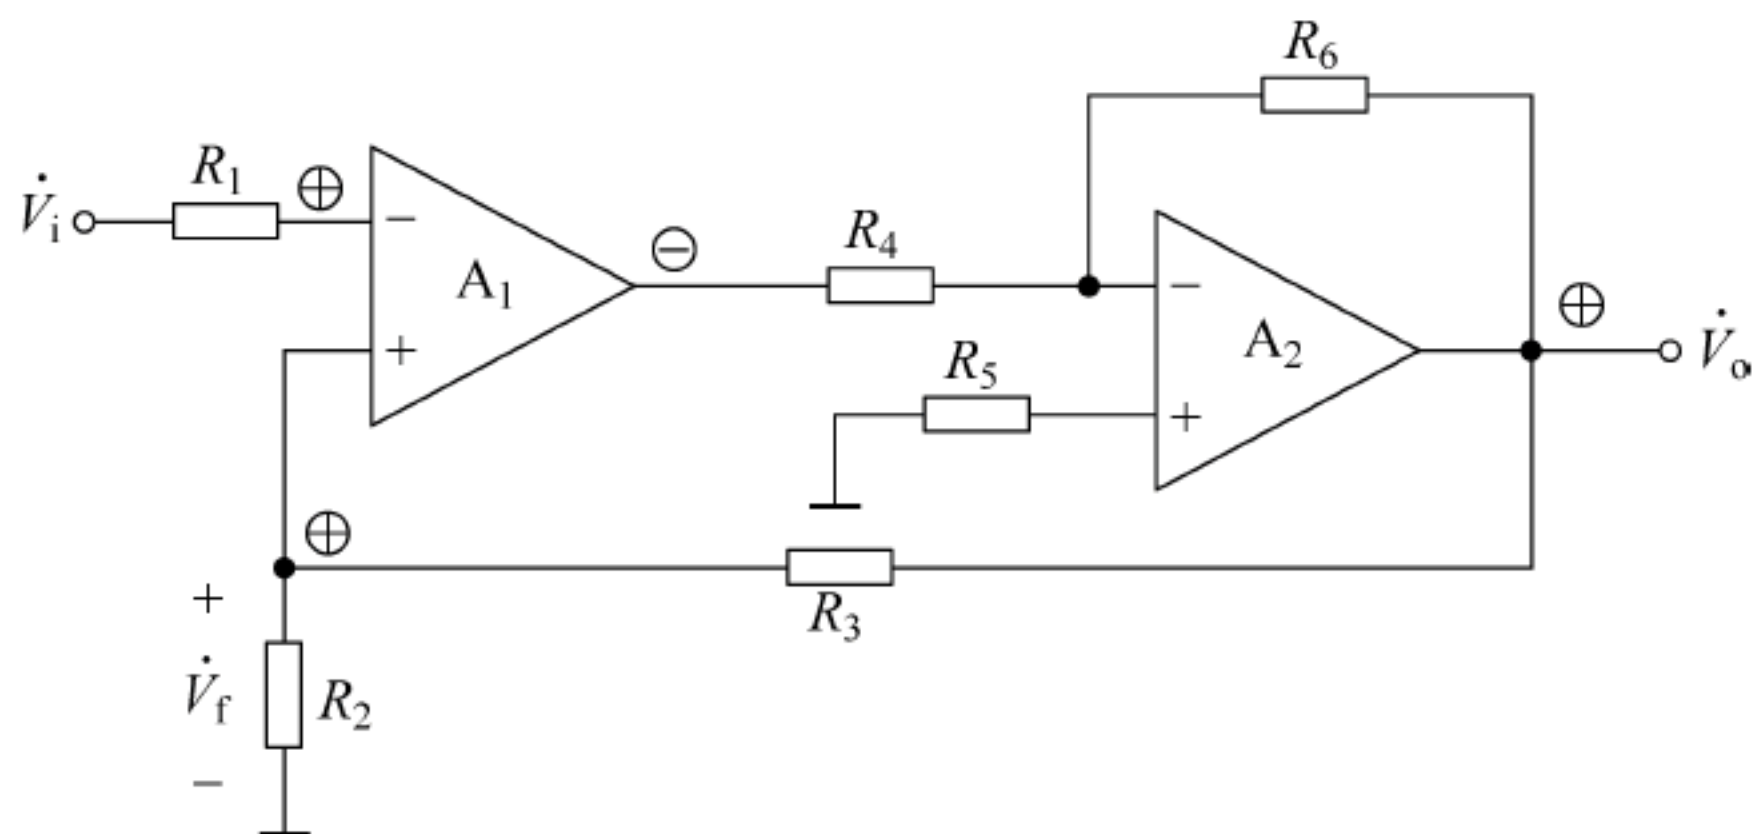 R6
R1
V̇i
−
A1
+
⊕
⊖
R4
−
A2
+
R5
⊕
V̇o
⊕
R3
+
V̇f
−
R2